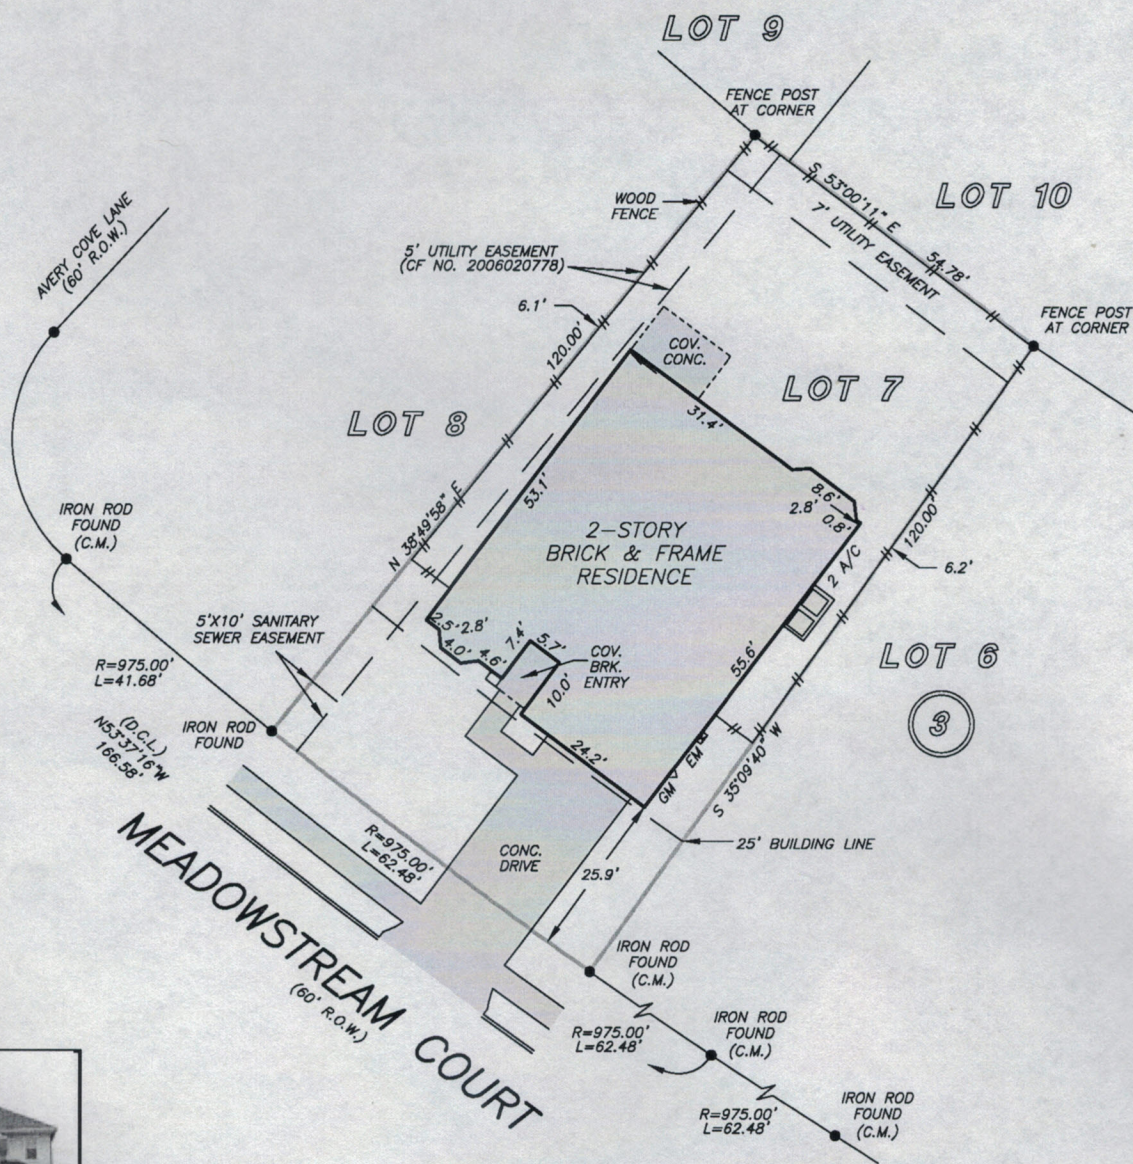 LOT 9
FENCE POST
AT CORNER
LOT 10
S 53°00'11" E
54.78'
7' UTILITY EASEMENT
WOOD
FENCE
5' UTILITY EASEMENT
(CF NO. 2006020778)
AVERY COVE LANE
(60' R.O.W.)
6.1'
120.00'
FENCE POST
AT CORNER
COV.
CONC.
LOT 7
31.4'
LOT 8
53.1'
8.6'
2.8'
0.8'
120.00'
N 38°49'58" E
IRON ROD
FOUND
(C.M.)
2-STORY
BRICK & FRAME
RESIDENCE
2 A/C
6.2'
5'X10' SANITARY
SEWER EASEMENT
2.5'
2.8'
4.0'
4.6'
7.4'
5.7'
COV.
BRK.
ENTRY
10.0'
55.6'
LOT 6
3
R=975.00'
L=41.68'
IRON ROD
FOUND
(D.C.L.)
N53°37'16"W
166.58'
24.2'
GM
EM
S 35°09'40" W
25' BUILDING LINE
R=975.00'
L=62.48'
CONC.
DRIVE
25.9'
MEADOWSTREAM COURT
(60' R.O.W.)
IRON ROD
FOUND
(C.M.)
R=975.00'
L=62.48'
IRON ROD
FOUND
(C.M.)
R=975.00'
L=62.48'
IRON ROD
FOUND
(C.M.)